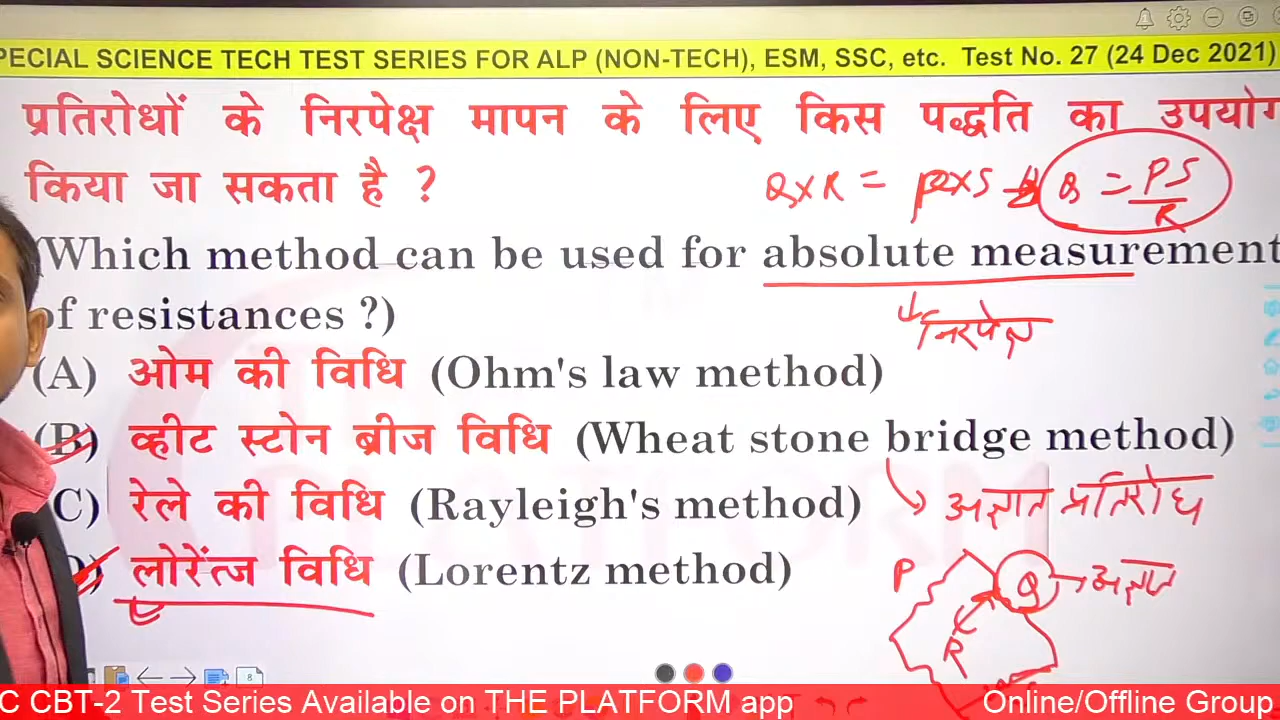 PECIAL SCIENCE TECH TEST SERIES FOR ALP (NON-TECH), ESM, SSC, etc. Test No. 27 (24 Dec 2021)
प्रतिरोधों के निरपेक्ष मापन के लिए किस पद्धति का उपयोग
किया जा सकता है ?
Q×R =
Q = PS/R
(Which method can be used for absolute measurement
of resistances ?)
निरपेक्ष
(A) ओम की विधि (Ohm's law method)
(B) व्हीट स्टोन ब्रीज विधि (Wheat stone bridge method)
अज्ञात प्रतिरोध
C) रेले की विधि (Rayleigh's method)
लोरेंत्ज विधि (Lorentz method)
P
Q
अज्ञात
R
8
C CBT-2 Test Series Available on THE PLATFORM app Online/Offline Group